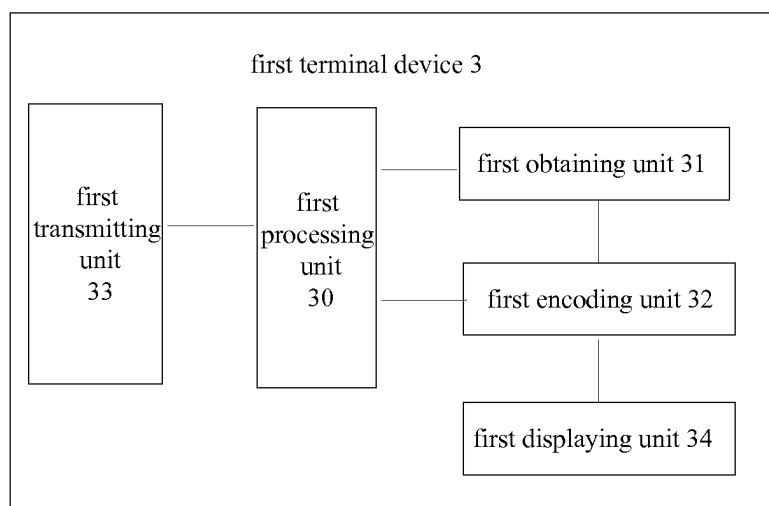 first terminal device 3
first
transmitting
unit
33
first
processing
unit
30
first obtaining unit 31
first encoding unit 32
first displaying unit 34